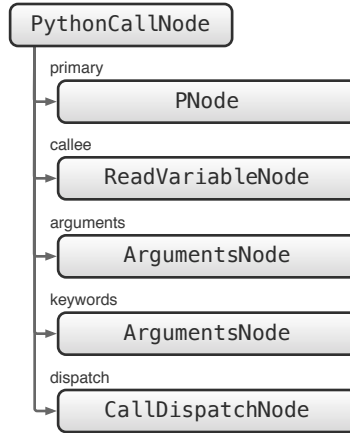 PythonCallNode
primary
PNode
callee
ReadVariableNode
arguments
ArgumentsNode
keywords
ArgumentsNode
dispatch
CallDispatchNode